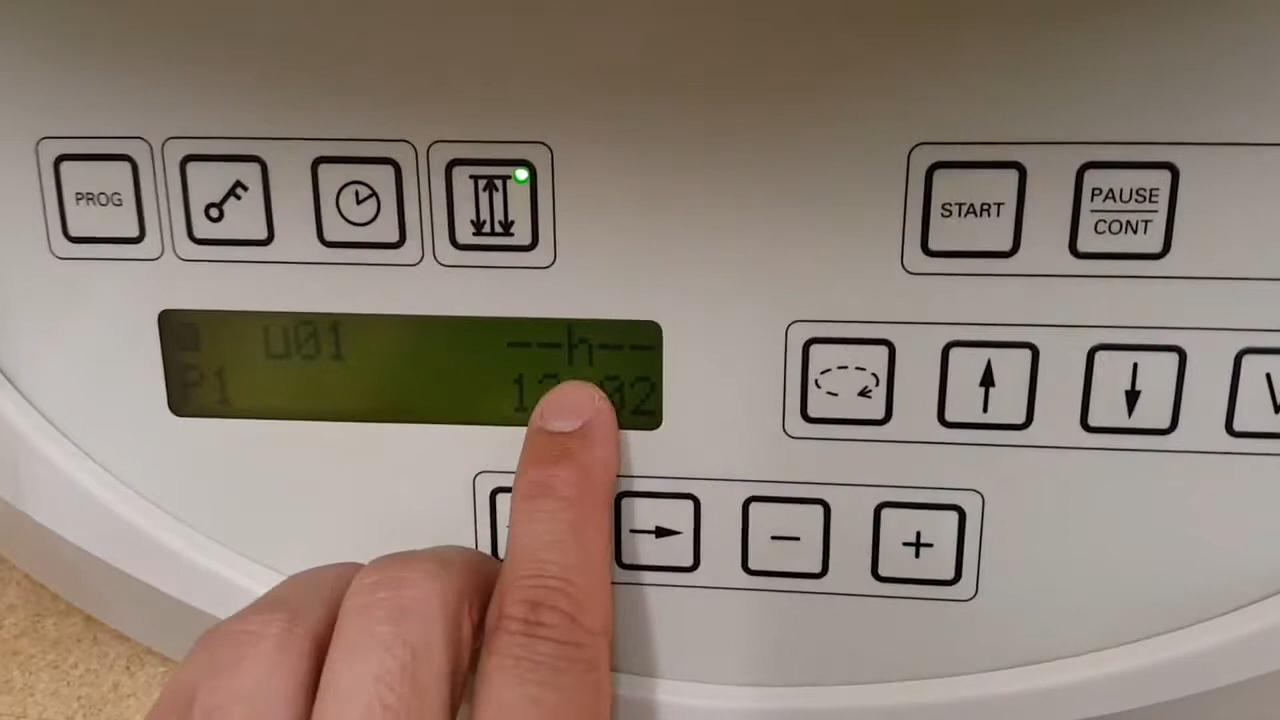 PROG
START
PAUSE
CONT
u01 --h--
P1